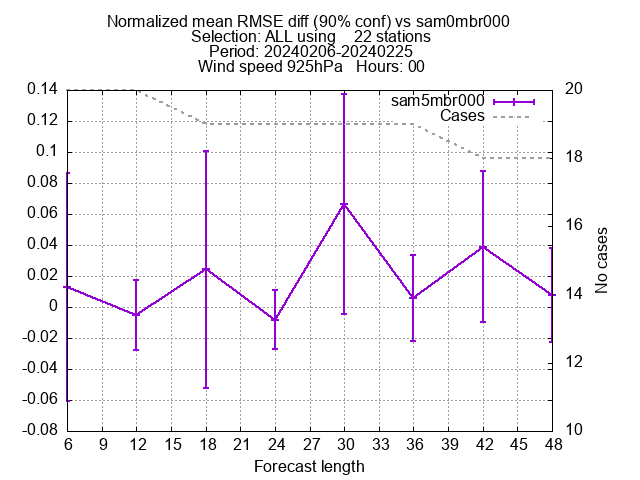 Normalized mean RMSE diff (90% conf) vs sam0mbr000
Selection: ALL using    22 stations
Period: 20240206-20240225
Wind speed 925hPa   Hours: 00
sam5mbr000
Cases
0.14
0.12
0.1
0.08
0.06
0.04
0.02
0
-0.02
-0.04
-0.06
-0.08
20
18
16
14
12
10
No cases
6 9 12 15 18 21 24 27 30 33 36 39 42 45 48
Forecast length